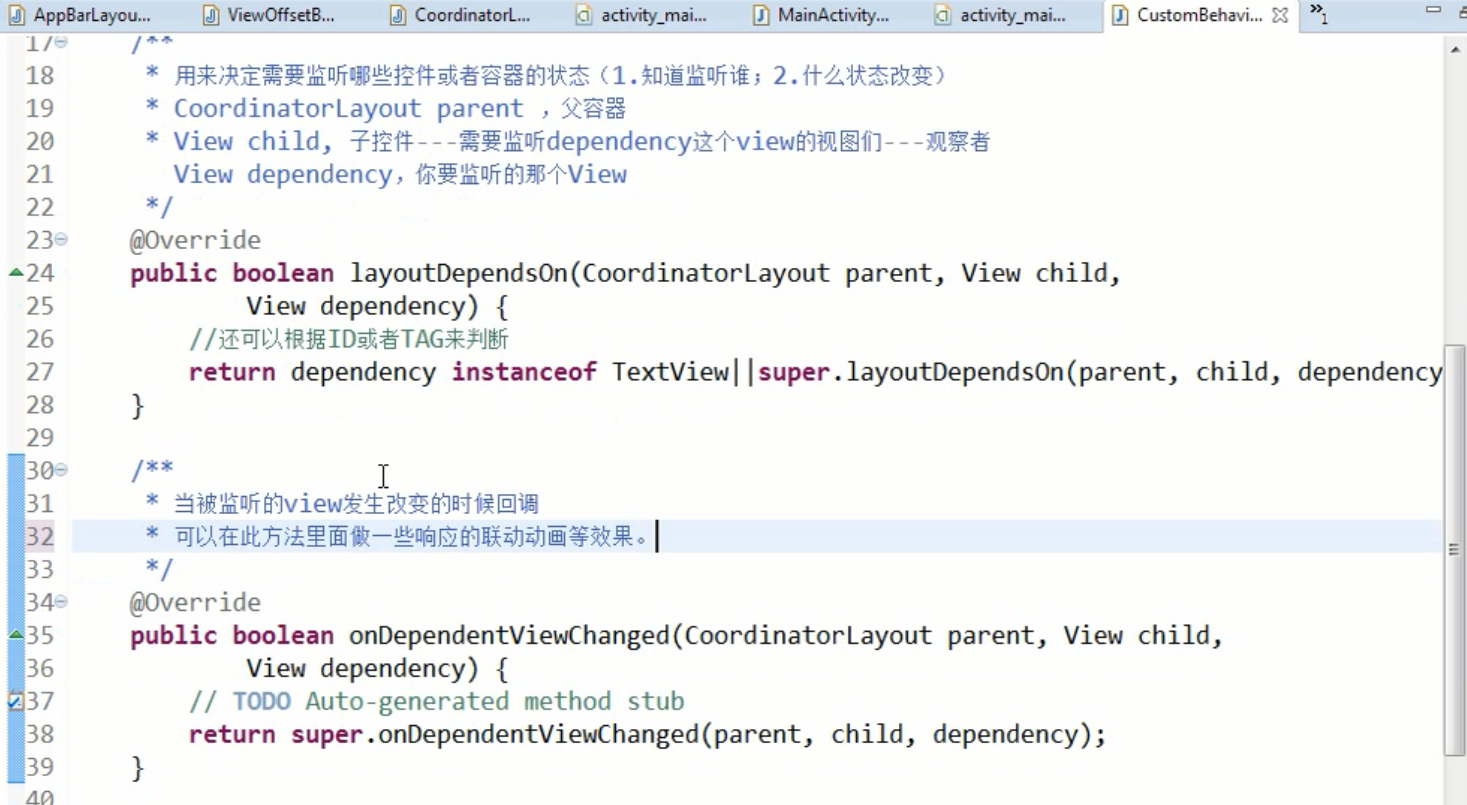 AppBarLayou...
ViewOffsetB...
CoordinatorL...
activity_mai...
MainActivity...
activity_mai...
CustomBehavi...
»1
17 /**
18 * 用来决定需要监听哪些控件或者容器的状态（1.知道监听谁；2.什么状态改变）
19 * CoordinatorLayout parent ，父容器
20 * View child, 子控件---需要监听dependency这个view的视图们---观察者
21 View dependency，你要监听的那个View
22 */
23 @Override
24 public boolean layoutDependsOn(CoordinatorLayout parent, View child,
25 View dependency) {
26 //还可以根据ID或者TAG来判断
27 return dependency instanceof TextView||super.layoutDependsOn(parent, child, dependency
28 }
29
30 /**
31 * 当被监听的view发生改变的时候回调
32 * 可以在此方法里面做一些响应的联动动画等效果。
33 */
34 @Override
35 public boolean onDependentViewChanged(CoordinatorLayout parent, View child,
36 View dependency) {
37 // TODO Auto-generated method stub
38 return super.onDependentViewChanged(parent, child, dependency);
39 }
40